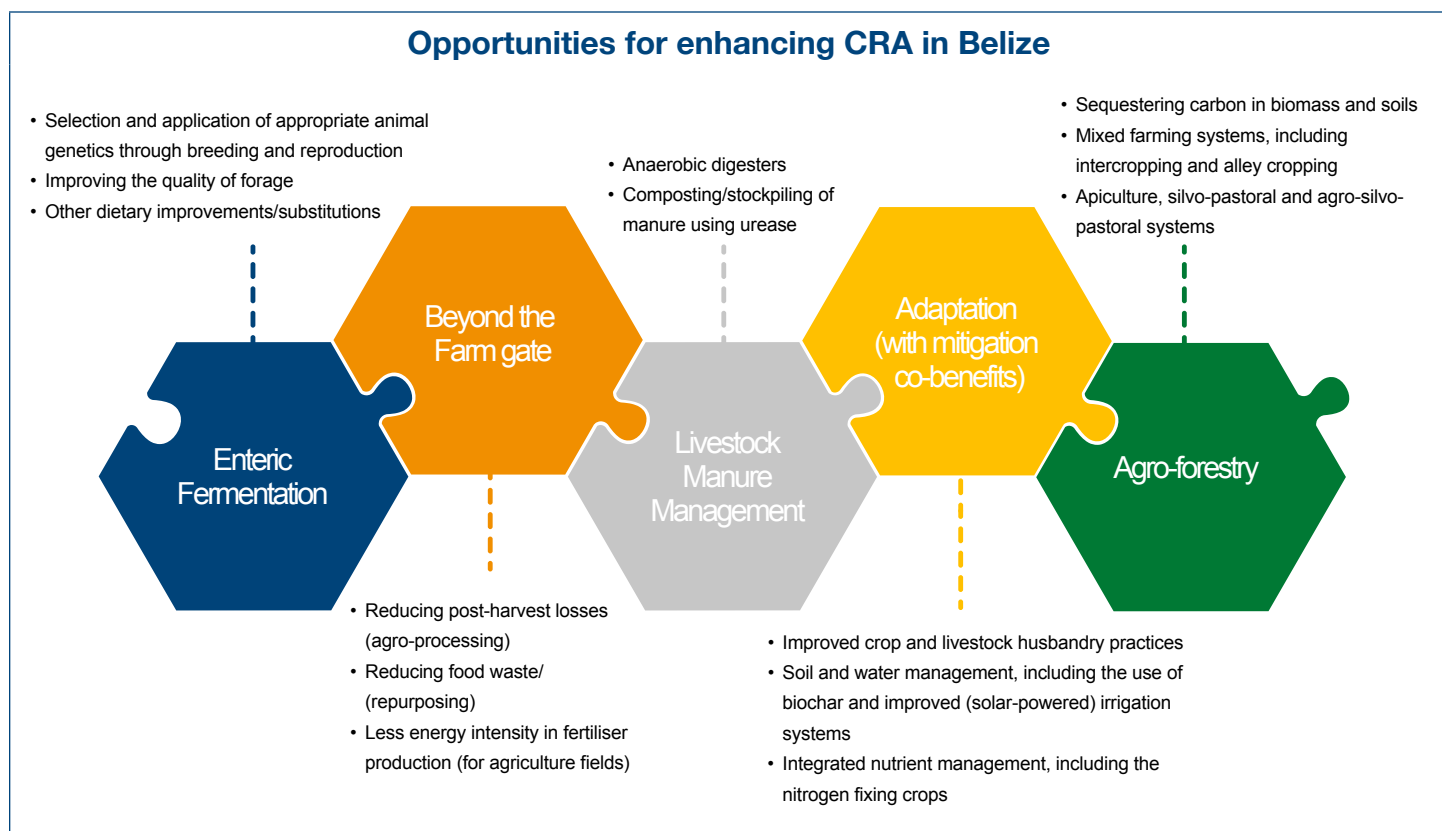 Opportunities for enhancing CRA in Belize
• Selection and application of appropriate animal
genetics through breeding and reproduction
• Improving the quality of forage
• Other dietary improvements/substitutions
• Anaerobic digesters
• Composting/stockpiling of
manure using urease
• Sequestering carbon in biomass and soils
• Mixed farming systems, including
intercropping and alley cropping
• Apiculture, silvo-pastoral and agro-silvo-
pastoral systems
Enteric
Fermentation
Beyond the
Farm gate
Livestock
Manure
Management
Adaptation
(with mitigation
co-benefits)
Agro-forestry
• Reducing post-harvest losses
(agro-processing)
• Reducing food waste/
(repurposing)
• Less energy intensity in fertiliser
production (for agriculture fields)
• Improved crop and livestock husbandry practices
• Soil and water management, including the use of
biochar and improved (solar-powered) irrigation
systems
• Integrated nutrient management, including the
nitrogen fixing crops